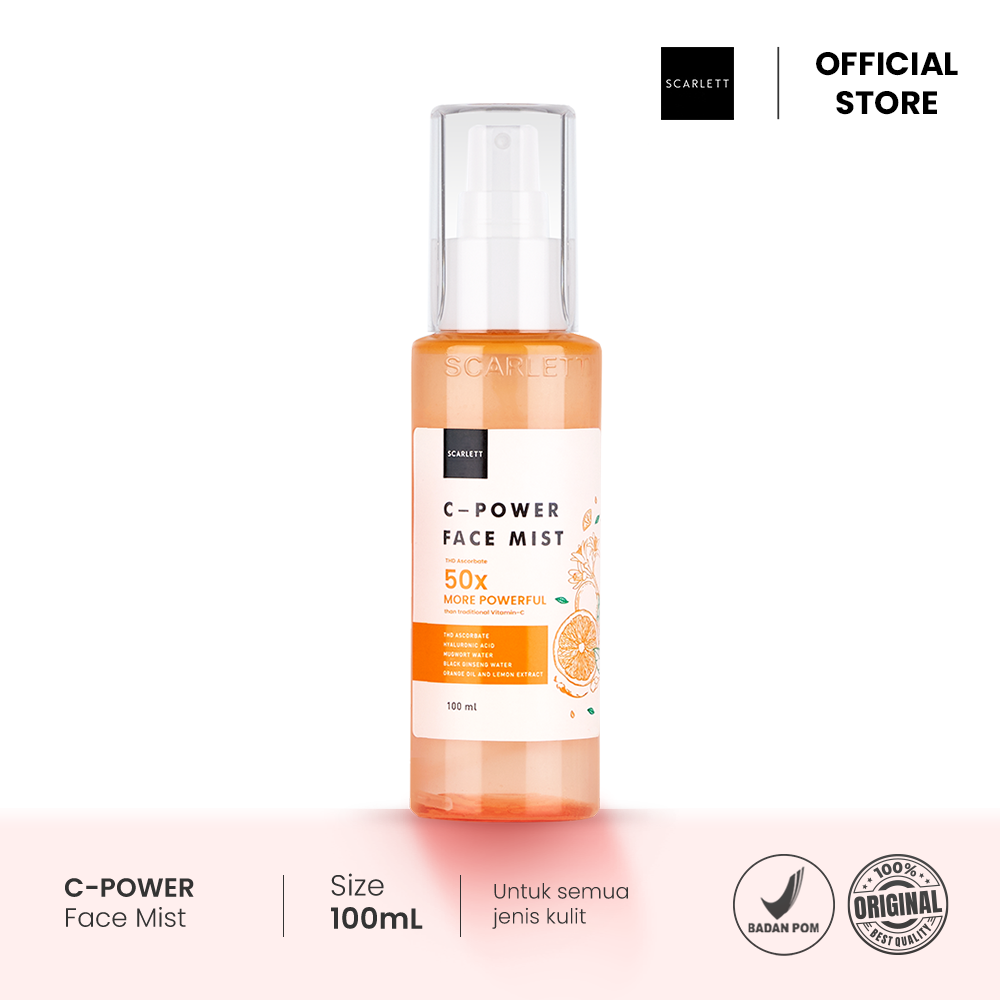 SCARLETT
OFFICIAL
STORE
SCARLETT
SCARLETT
C-POWER
FACE MIST
THD Ascorbate
50x
MORE POWERFUL
than traditional Vitamin-C
THD ASCORBATE
HYALURONIC ACID
MUGWORT WATER
BLACK GINSENG WATER
ORANGE OIL AND LEMON EXTRACT
100 ml
C-POWER
Face Mist
Size
100mL
Untuk semua
jenis kulit
BADAN POM
100%
ORIGINAL
BEST QUALITY